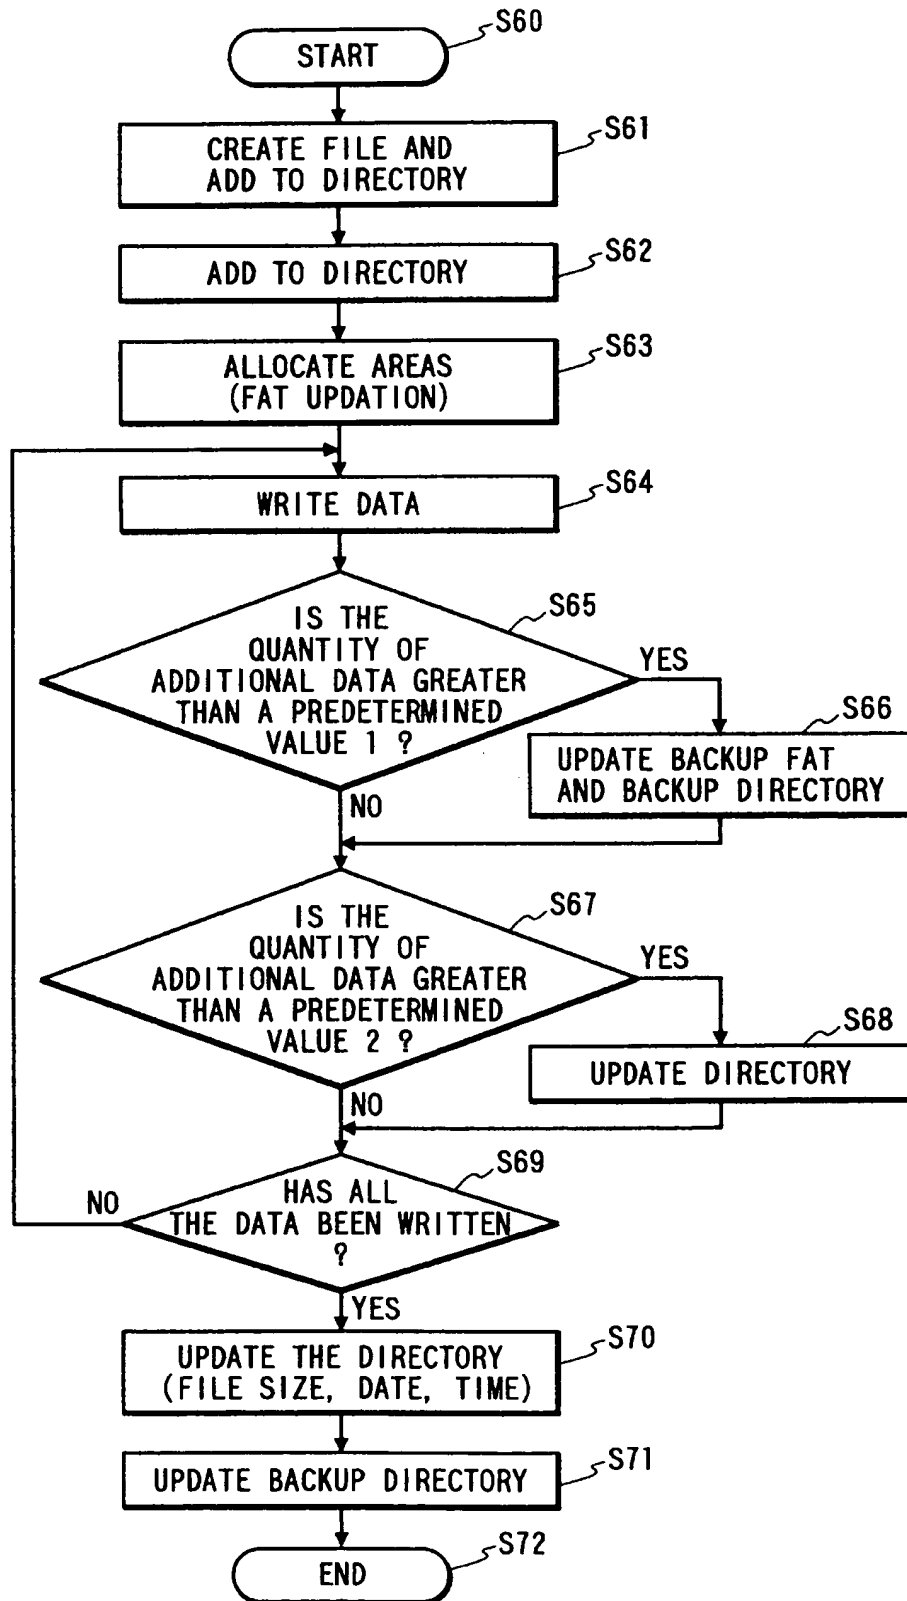 S60
START
S61
CREATE FILE AND
ADD TO DIRECTORY
S62
ADD TO DIRECTORY
S63
ALLOCATE AREAS
(FAT UPDATION)
S64
WRITE DATA
S65
IS THE
QUANTITY OF
ADDITIONAL DATA GREATER
THAN A PREDETERMINED
VALUE 1 ?
YES
S66
UPDATE BACKUP FAT
AND BACKUP DIRECTORY
NO
S67
IS THE
QUANTITY OF
ADDITIONAL DATA GREATER
THAN A PREDETERMINED
VALUE 2 ?
YES
S68
UPDATE DIRECTORY
NO
S69
HAS ALL
THE DATA BEEN WRITTEN
?
NO
YES
S70
UPDATE THE DIRECTORY
(FILE SIZE, DATE, TIME)
S71
UPDATE BACKUP DIRECTORY
S72
END